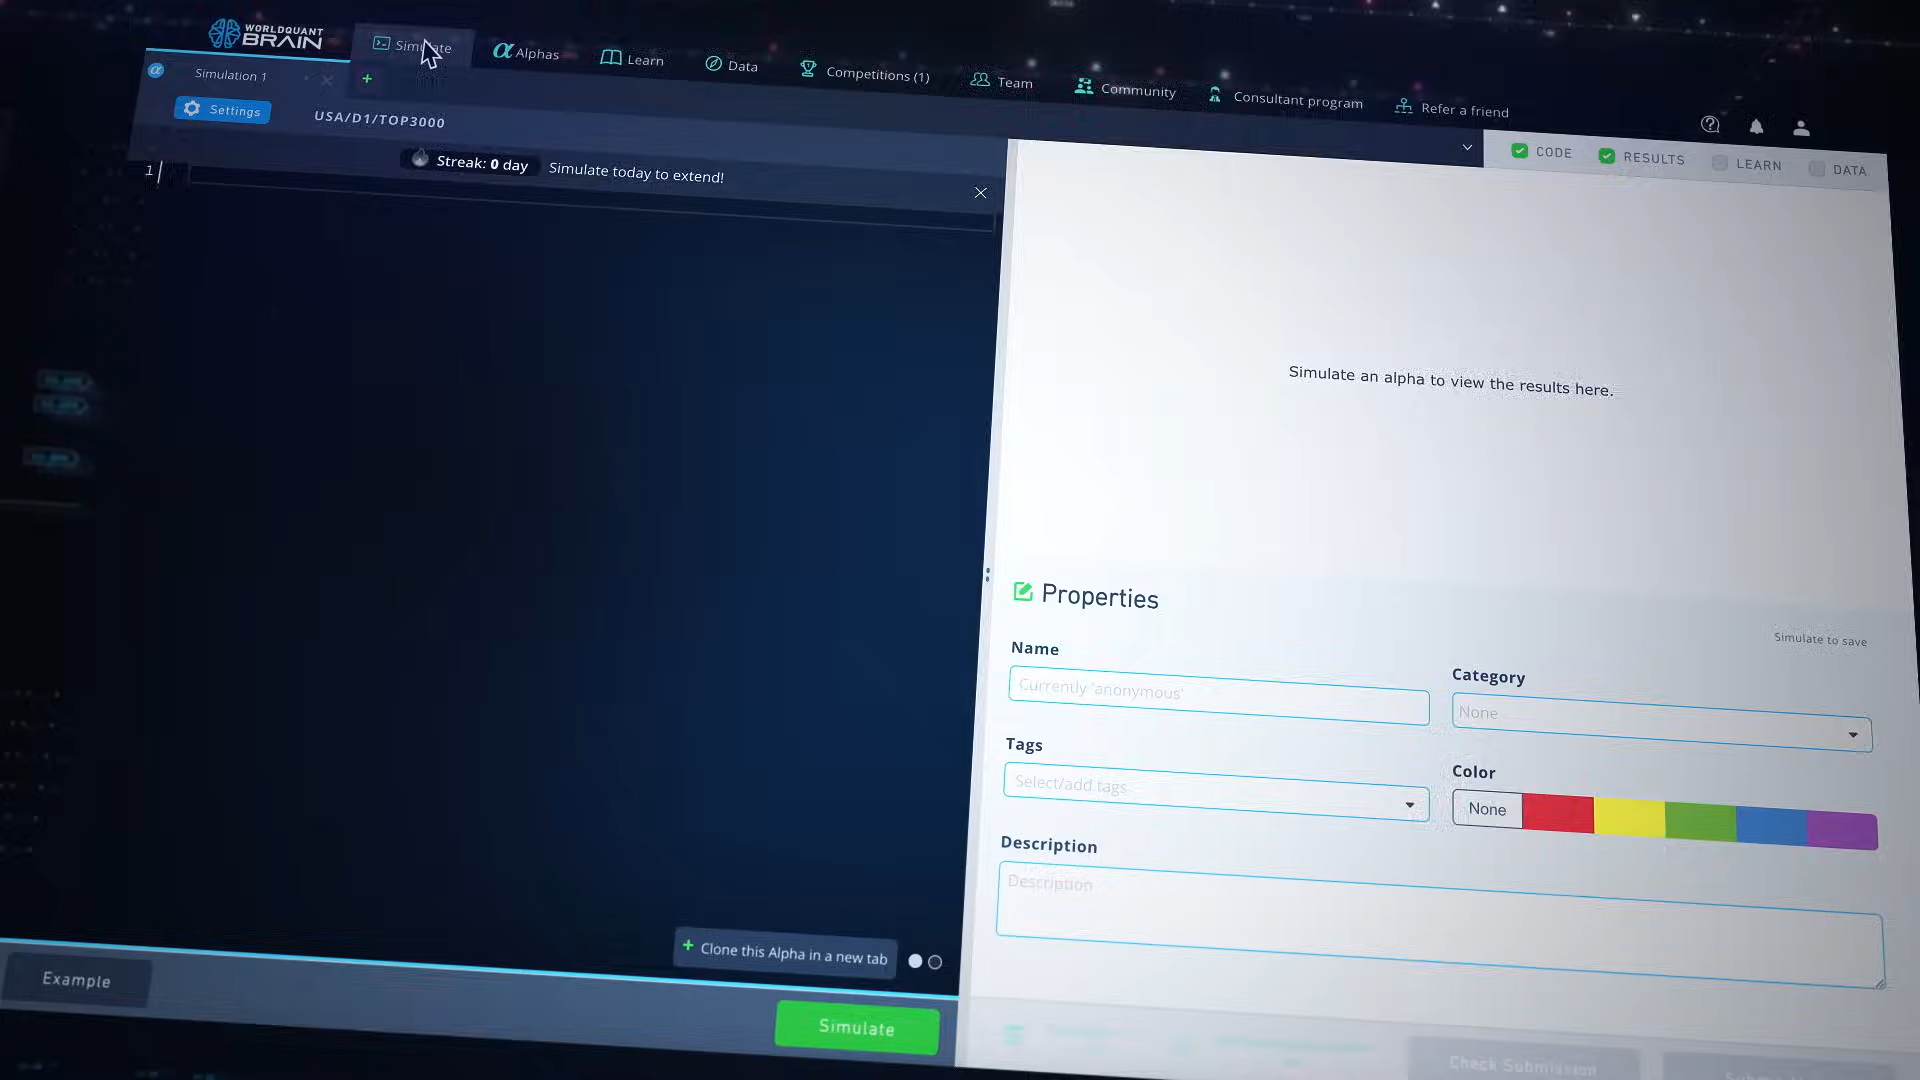 WORLDQUANT
BRAIN
Simulate
Alphas
Learn
Data
Competitions (1)
Team
Community
Consultant program
Refer a friend
Simulation 1
Settings
USA/D1/TOP3000
CODE
RESULTS
LEARN
DATA
Streak: 0 day
Simulate today to extend!
1
Simulate an alpha to view the results here.
Properties
Simulate to save
Name
Currently 'anonymous'
Category
None
Tags
Select/add tags
Color
None
Description
Description
Clone this Alpha in a new tab
Example
Simulate
Check Submission